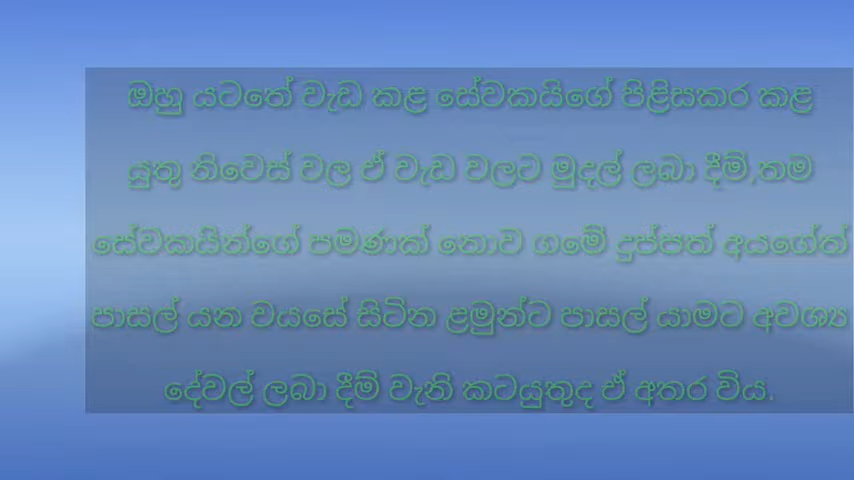 ඔහු යටතේ වැඩ කළ සේවකයිගේ පිළිසකර කළ
යුතු නිවෙස් වල ඒ වැඩ වලට මුදල් ලබා දීම්,තම
සේවකයින්ගේ පමණක් නොව ගමේ දුප්පත් අයගේත්
පාසල් යන වයසේ සිටින ළමුන්ට පාසල් යාමට අවශ්‍ය
දේවල් ලබා දීම් වැනි කටයුතුද ඒ අතර විය.